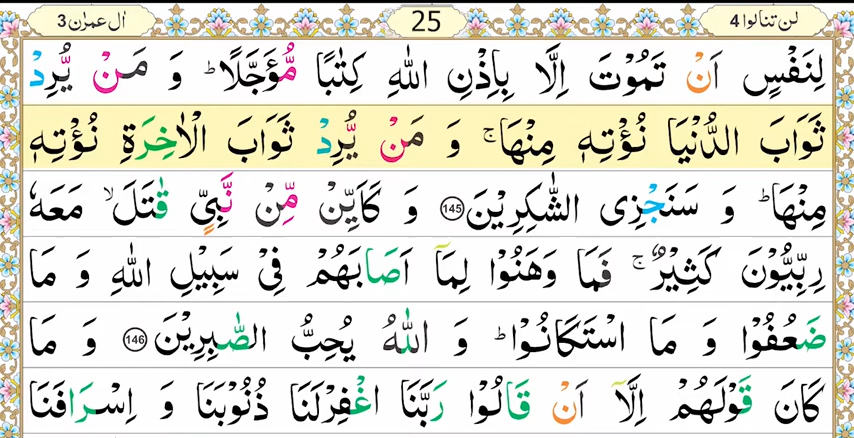 اٰل عمرٰن 3
25
لن تنالوا 4
لِنَفْسٍ اَنْ تَمُوْتَ اِلَّا بِاِذْنِ اللّٰهِ كِتٰبًا مُّؤَجَّلًا ؕ وَ مَنْ يُّرِدْ
ثَوَابَ الدُّنْيَا نُؤْتِهٖ مِنْهَا ۚ وَ مَنْ يُّرِدْ ثَوَابَ الْاٰخِرَةِ نُؤْتِهٖ
مِنْهَا ؕ وَ سَنَجْزِى الشّٰكِرِيْنَ 145 وَ كَاَيِّنْ مِّنْ نَّبِىٍّ قٰتَلَ ۙ مَعَهٗ
رِبِّيُّوْنَ كَثِيْرٌ ۚ فَمَا وَهَنُوْا لِمَاۤ اَصَابَهُمْ فِىْ سَبِيْلِ اللّٰهِ وَ مَا
ضَعُفُوْا وَ مَا اسْتَكَانُوْا ؕ وَ اللّٰهُ يُحِبُّ الصّٰبِرِيْنَ 146 وَ مَا
كَانَ قَوْلَهُمْ اِلَّاۤ اَنْ قَالُوْا رَبَّنَا اغْفِرْلَنَا ذُنُوْبَنَا وَ اِسْرَافَنَا